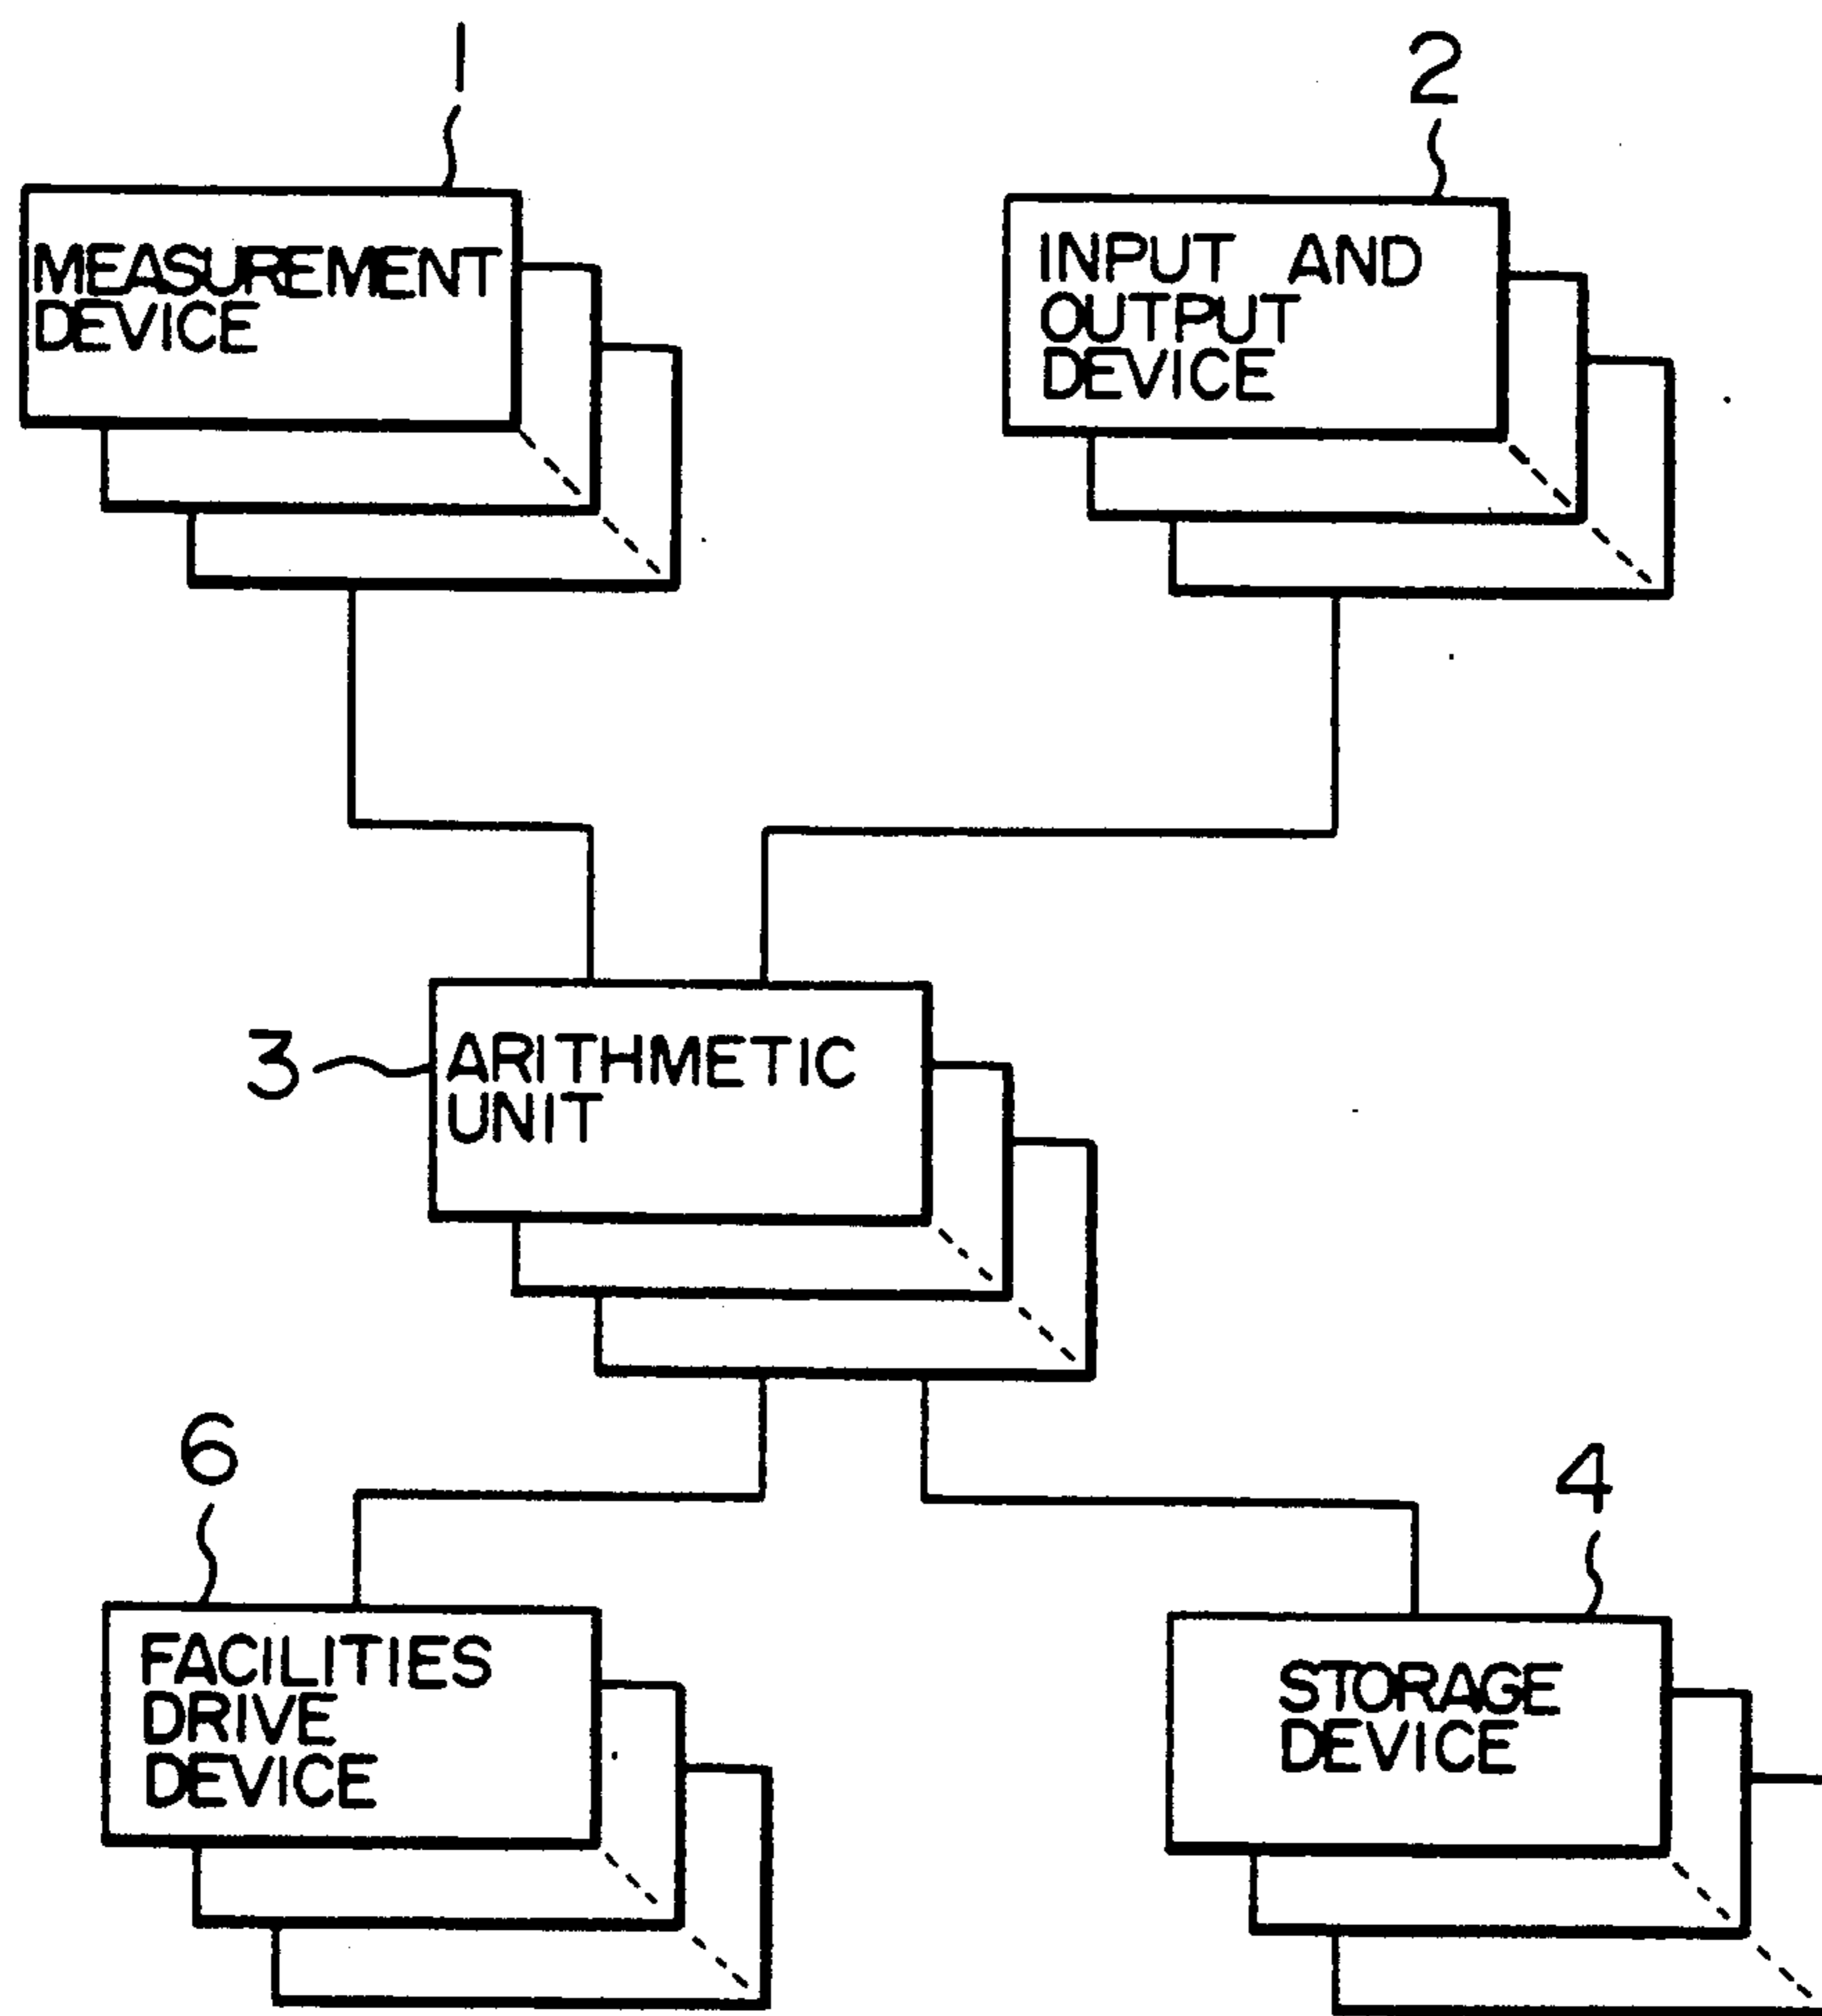 1
2
MEASUREMENT
DEVICE
INPUT AND
OUTPUT
DEVICE
3
ARITHMETIC
UNIT
6
4
FACILITIES
DRIVE
DEVICE
STORAGE
DEVICE